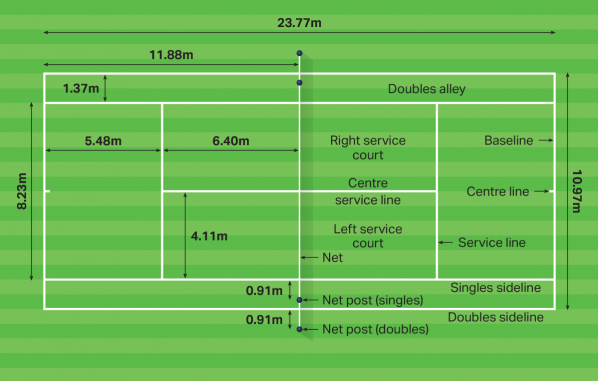 23.77m
11.88m
1.37m
Doubles alley
5.48m
6.40m
Right service
court
Baseline
8.23m
Centre
service line
Centre line
10.97m
4.11m
Left service
court
Service line
Net
0.91m
Singles sideline
Net post (singles)
0.91m
Doubles sideline
Net post (doubles)